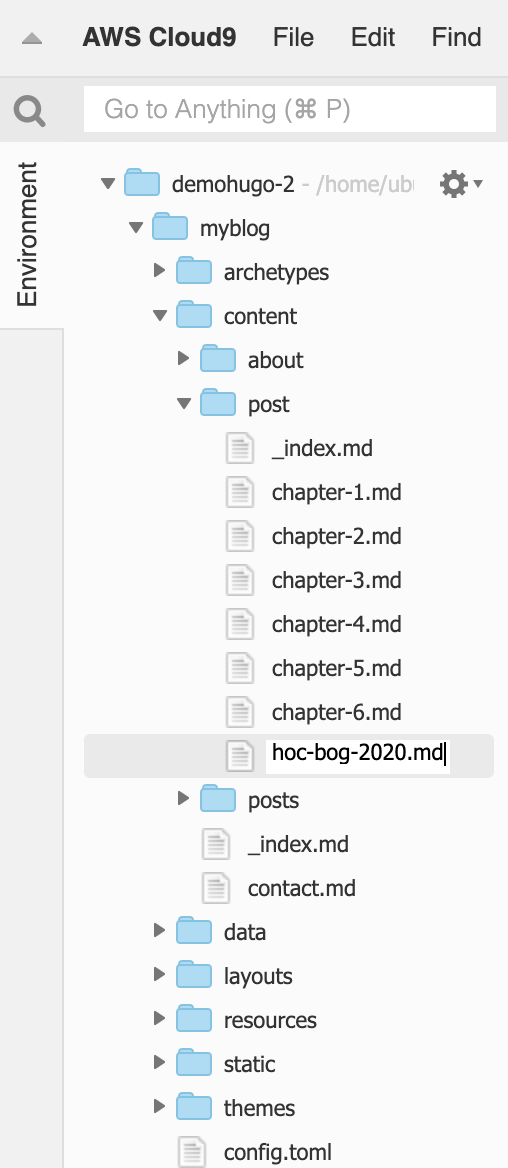 AWS Cloud9 File Edit Find
Go to Anything (⌘ P)
Environment
demohugo-2 - /home/ubu
myblog
archetypes
content
about
post
_index.md
chapter-1.md
chapter-2.md
chapter-3.md
chapter-4.md
chapter-5.md
chapter-6.md
hoc-bog-2020.md
posts
_index.md
contact.md
data
layouts
resources
static
themes
config.toml